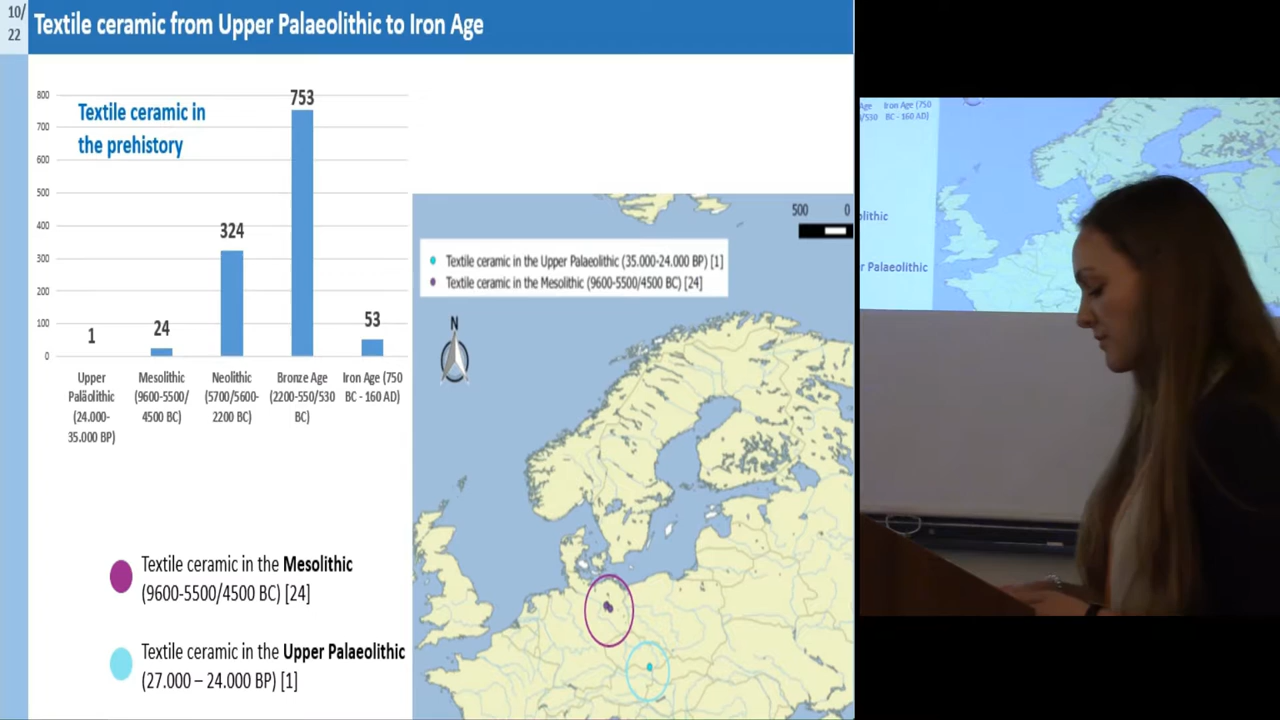 10/
22
Textile ceramic from Upper Palaeolithic to Iron Age
Textile ceramic in
the prehistory
800
700
600
500
400
300
200
100
0
1
24
324
753
53
Upper
Paläolithic
(24.000-
35.000 BP)
Mesolithic
(9600-5500/
4500 BC)
Neolithic
(5700/5600-
2200 BC)
Bronze Age
(2200-550/530
BC)
Iron Age (750
BC - 160 AD)
500 0
Textile ceramic in the Upper Palaeolithic (35.000-24.000 BP) [1]
Textile ceramic in the Mesolithic (9600-5500/4500 BC) [24]
N
Textile ceramic in the Mesolithic
(9600-5500/4500 BC) [24]
Textile ceramic in the Upper Palaeolithic
(27.000 – 24.000 BP) [1]
Age Iron Age (750
/530 BC - 160 AD)
olithic
r Palaeolithic